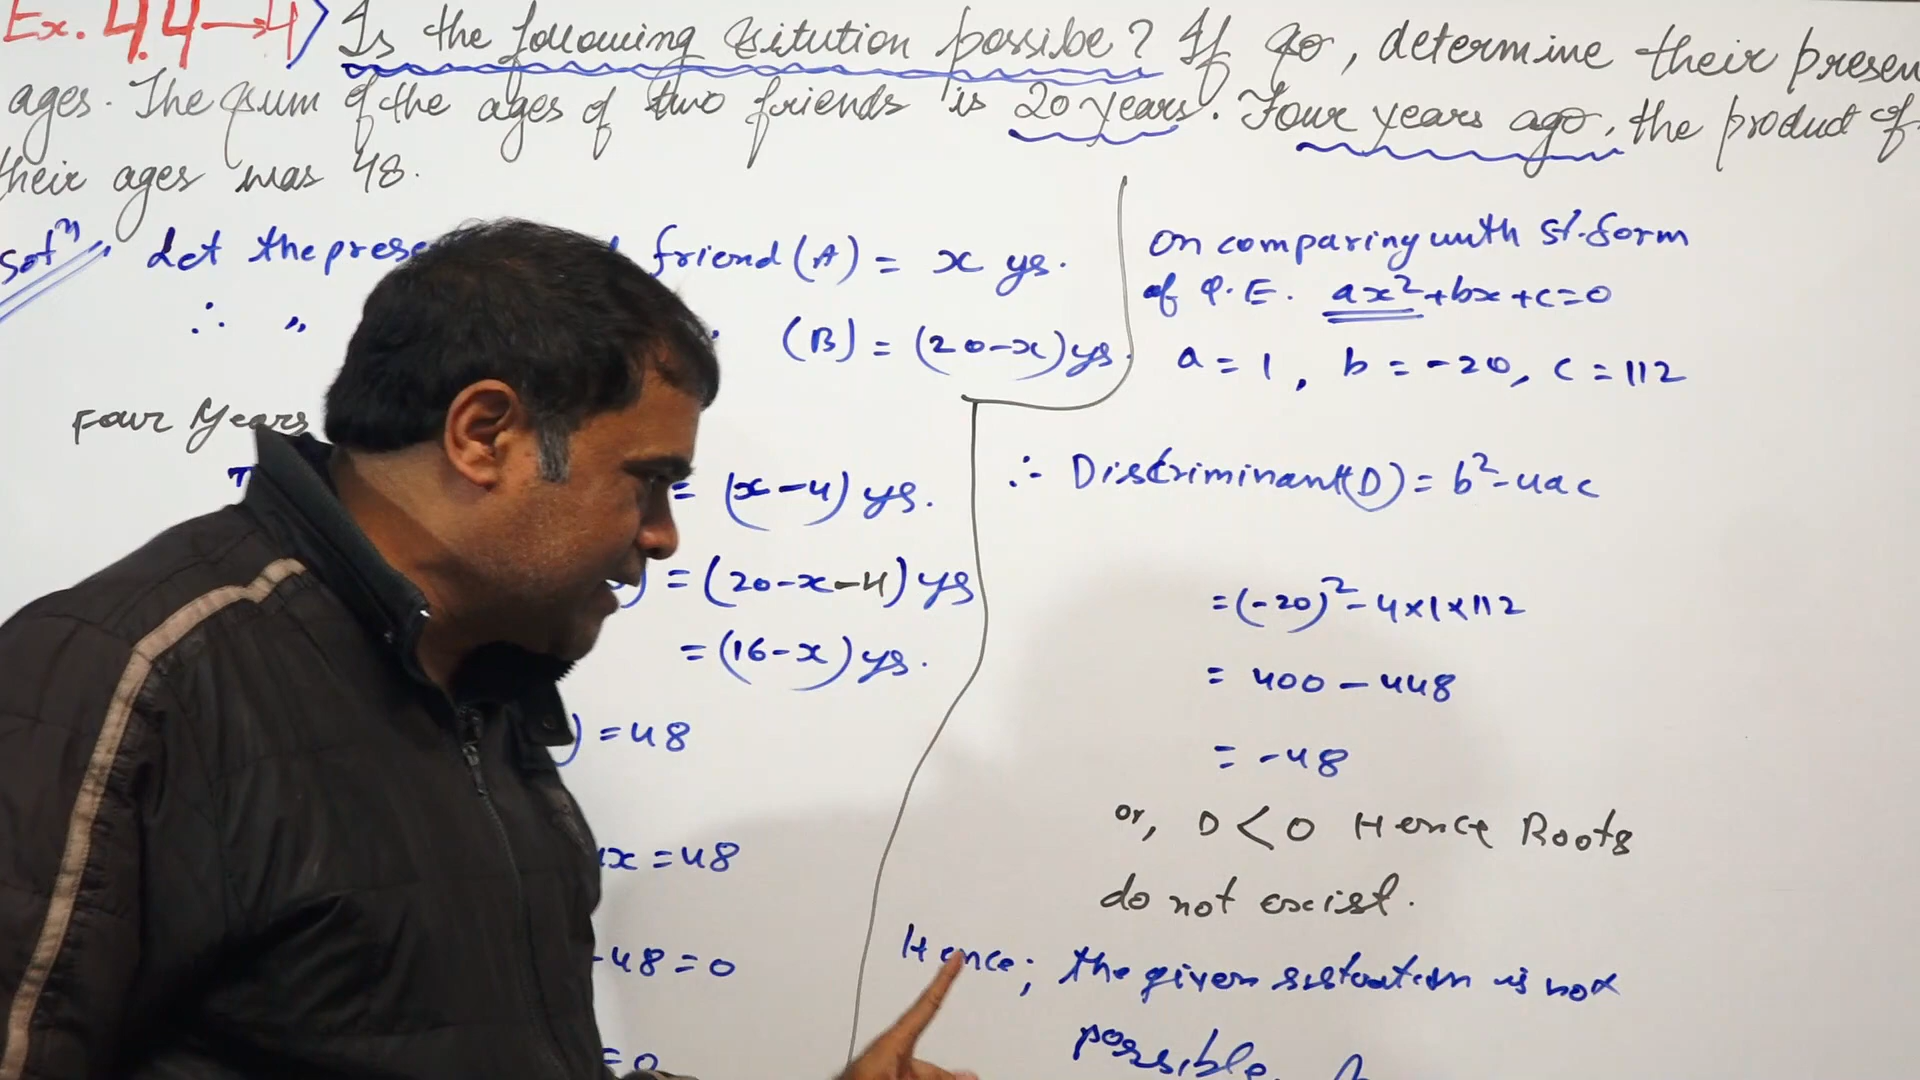 Ex. 4.4→4) Is the following sitution possibe? If so, determine their presen
ages. The sum of the ages of two friends is 20 years. Four years ago, the product of
their ages was 48.
Solⁿ. Let the prese friend (A) = x ys.
∴ " (B) = (20-x) ys.
Four Years
= (x-4) ys.
) = (20-x-4) ys
= (16-x) ys.
) = 48
x = 48
-48 = 0
= 0
on comparing with st. form
of Q.E. ax²+bx+c=0
a = 1, b = -20, c = 112
∴ Discriminant(D) = b²-4ac
= (-20)²-4×1×112
= 400 - 448
= -48
or, D < 0 Hence Roots
do not exist.
Hence; the given is not
possible.